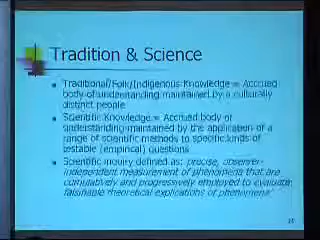 Tradition & Science
Traditional/Folk/Indigenous Knowledge = Accrued
body of understanding maintained by a culturally
distinct people
Scientific Knowledge = Accrued body of
understanding maintained by the application of a
range of scientific methods to specific kinds of
testable (empirical) questions
Scientific inquiry defined as: precise, observer-
independent measurement of phenomena that are
cumulatively and progressively employed to evaluate
falsifiable theoretical explications of phenomena